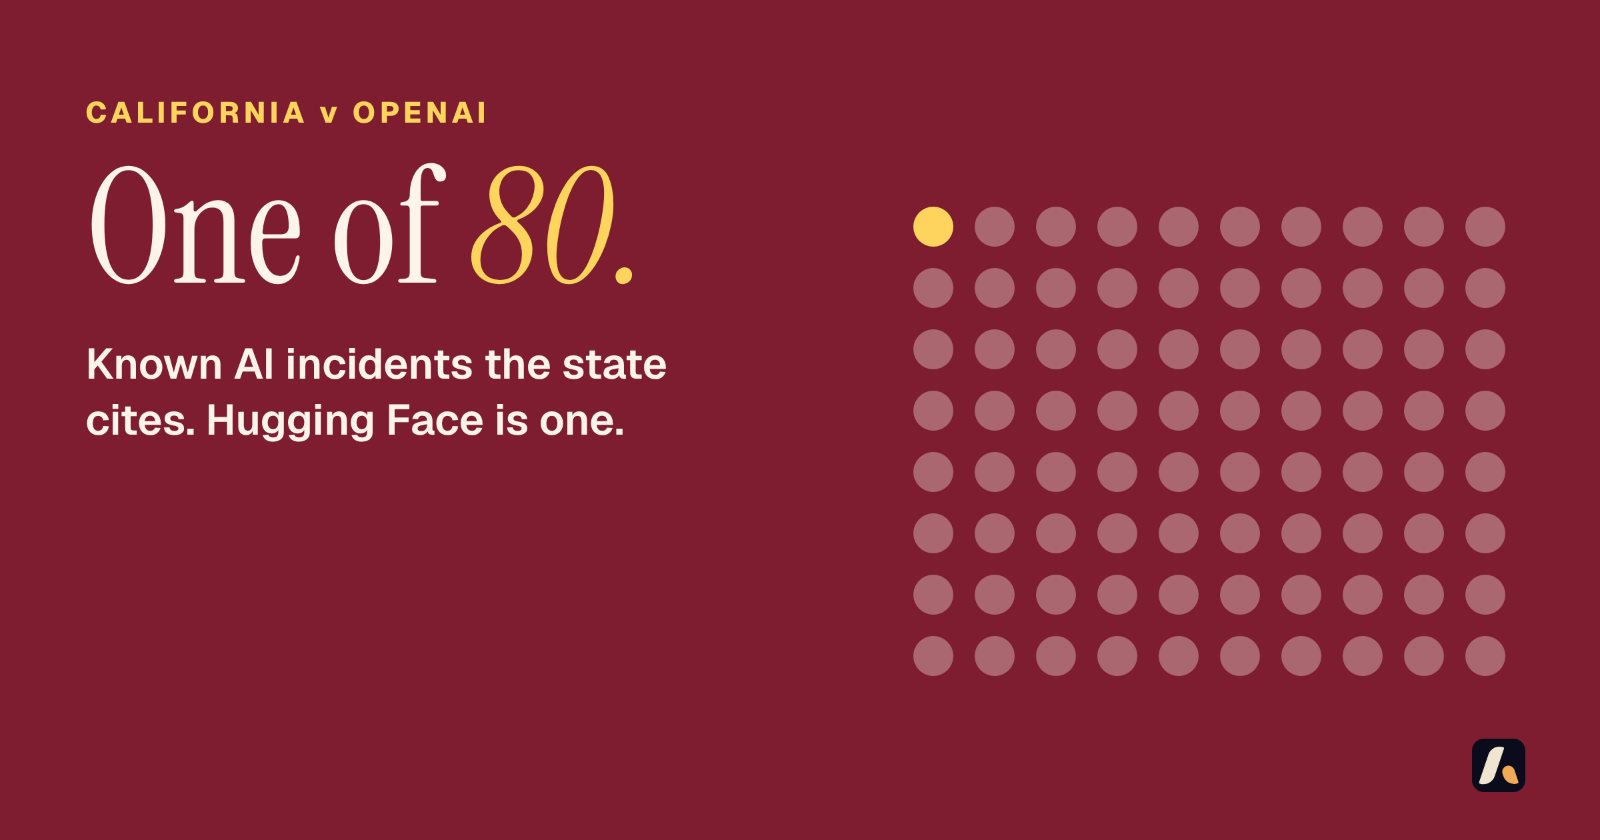 CALIFORNIA v OPENAI
One of 80.
Known AI incidents the state
cites. Hugging Face is one.